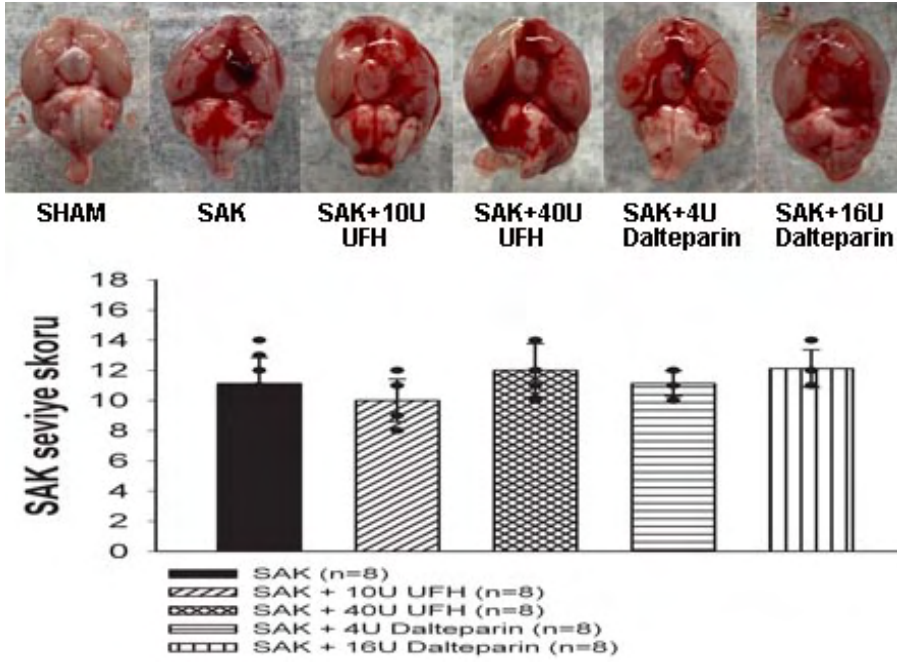 SHAM SAK SAK+10U SAK+40U SAK+4U SAK+16U
UFH UFH Dalteparin Dalteparin
SAK seviye skoru
18
16
14
12
10
8
6
4
2
0
SAK (n=8)
SAK + 10U UFH (n=8)
SAK + 40U UFH (n=8)
SAK + 4U Dalteparin (n=8)
SAK + 16U Dalteparin (n=8)